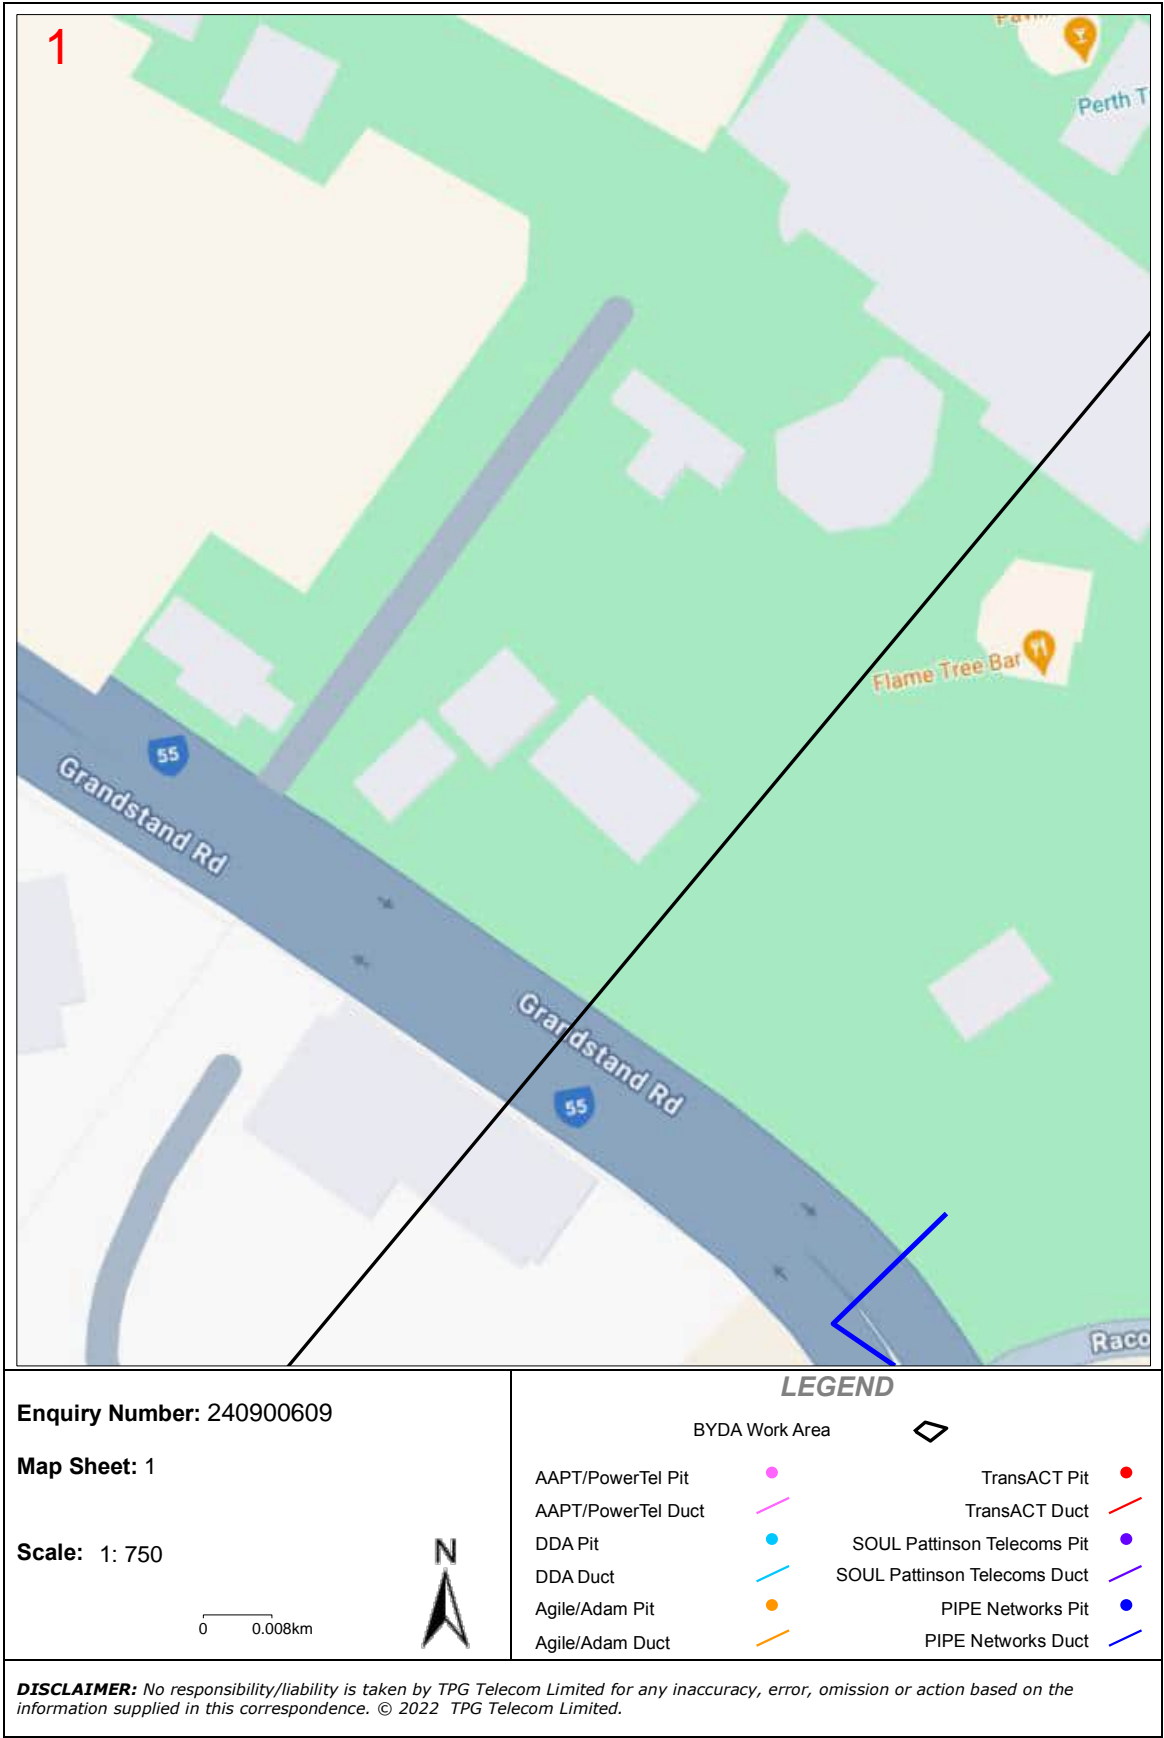 1
Perth T
55
Grandstand Rd
Flame Tree Bar
Grandstand Rd
55
Raco
Enquiry Number: 240900609
Map Sheet: 1
Scale: 1: 750
0 0.008km
N
LEGEND
BYDA Work Area
AAPT/PowerTel Pit
AAPT/PowerTel Duct
DDA Pit
DDA Duct
Agile/Adam Pit
Agile/Adam Duct
TransACT Pit
TransACT Duct
SOUL Pattinson Telecoms Pit
SOUL Pattinson Telecoms Duct
PIPE Networks Pit
PIPE Networks Duct
DISCLAIMER: No responsibility/liability is taken by TPG Telecom Limited for any inaccuracy, error, omission or action based on the
information supplied in this correspondence. © 2022 TPG Telecom Limited.